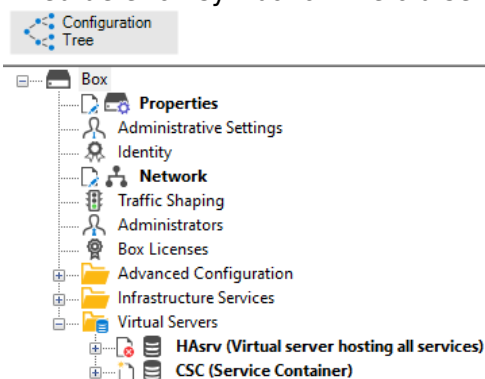 Configuration
Tree
Box
Properties
Administrative Settings
Identity
Network
Traffic Shaping
Administrators
Box Licenses
Advanced Configuration
Infrastructure Services
Virtual Servers
HAsrv (Virtual server hosting all services)
CSC (Service Container)